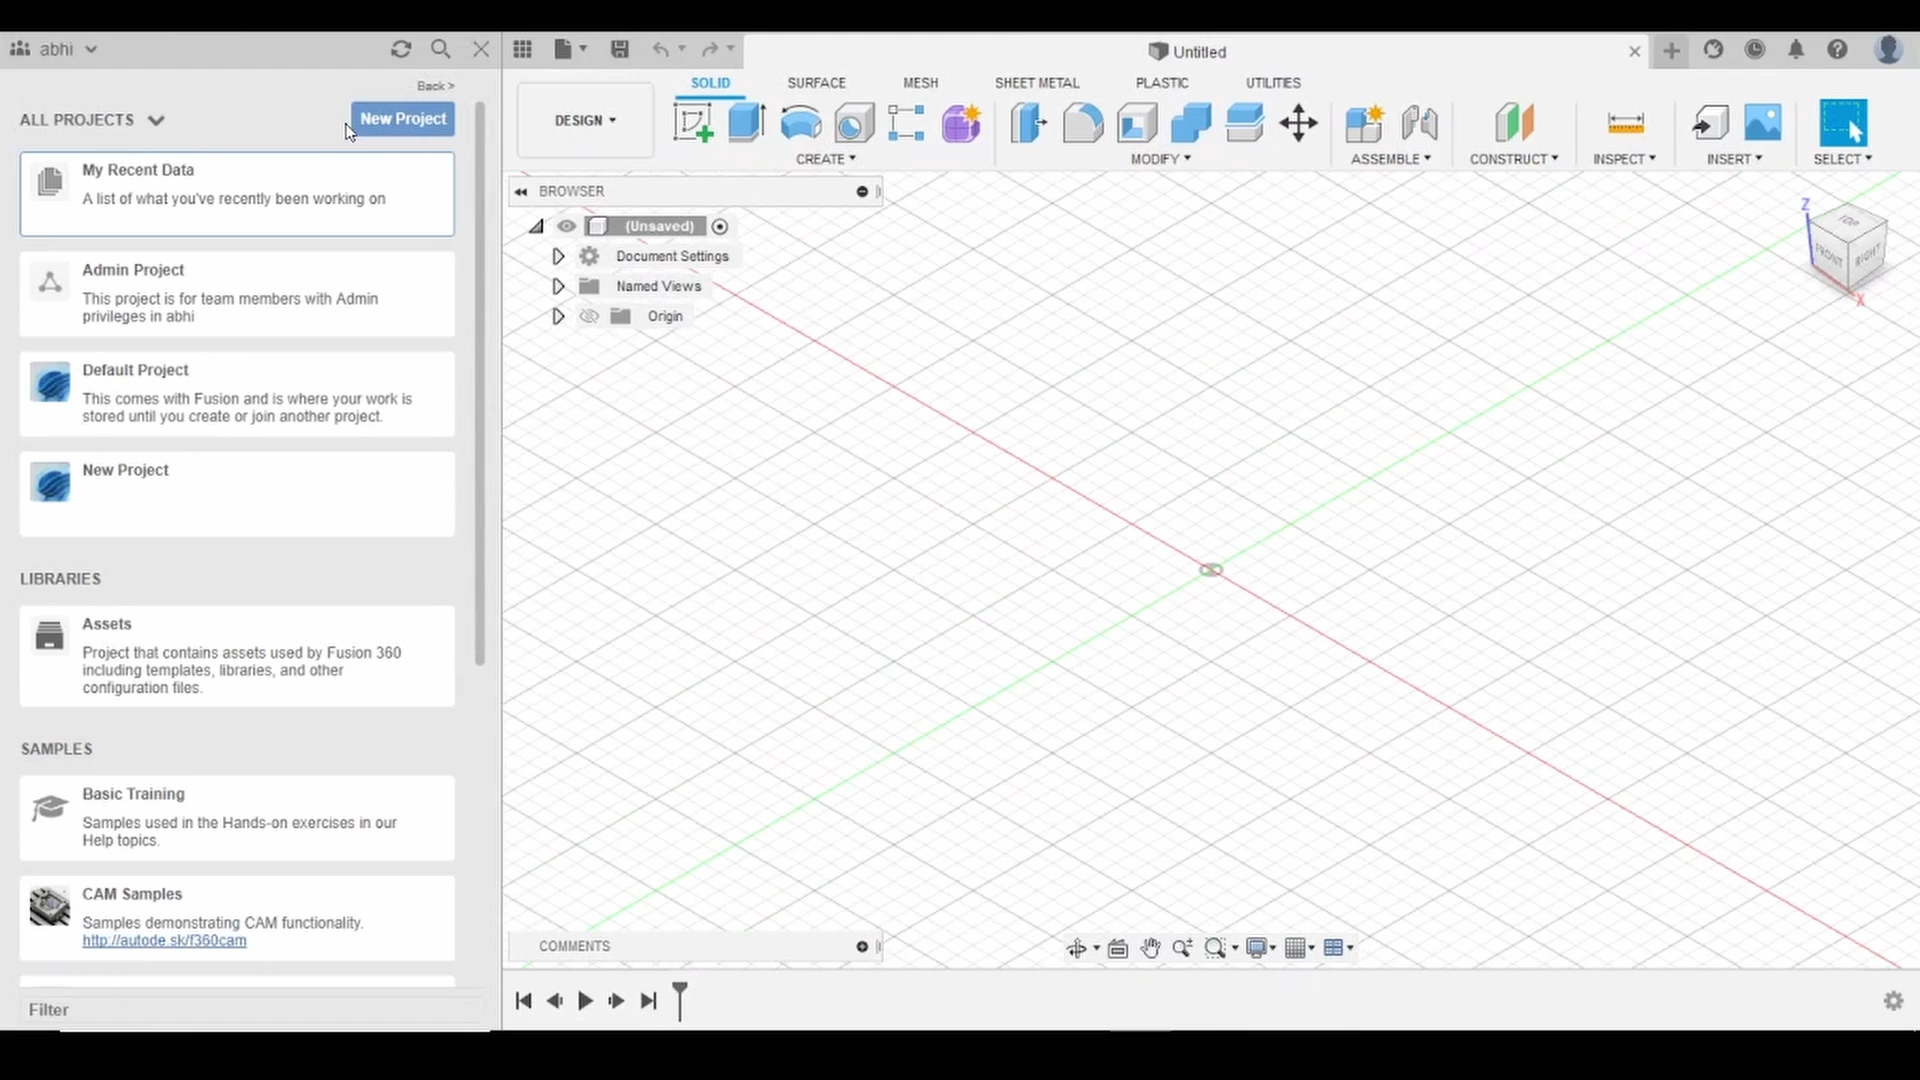 abhi
Untitled
Back >
ALL PROJECTS
New Project
My Recent Data
A list of what you've recently been working on
Admin Project
This project is for team members with Admin
privileges in abhi
Default Project
This comes with Fusion and is where your work is
stored until you create or join another project.
New Project
LIBRARIES
Assets
Project that contains assets used by Fusion 360
including templates, libraries, and other
configuration files.
SAMPLES
Basic Training
Samples used in the Hands-on exercises in our
Help topics.
CAM Samples
Samples demonstrating CAM functionality.
http://autode.sk/f360cam
Filter
SOLID SURFACE MESH SHEET METAL PLASTIC UTILITIES
DESIGN
CREATE MODIFY ASSEMBLE CONSTRUCT INSPECT INSERT SELECT
BROWSER
(Unsaved)
Document Settings
Named Views
Origin
Z
TOP
FRONT
RIGHT
X
COMMENTS